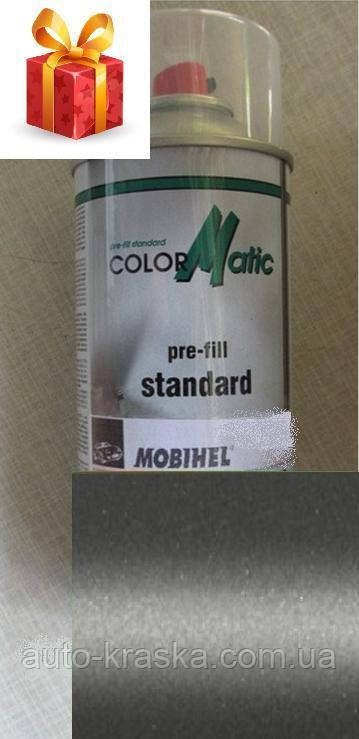 pre-fill standard
COLORMatic
pre-fill
standard
MOBIHEL®
auto-kraska.com.ua